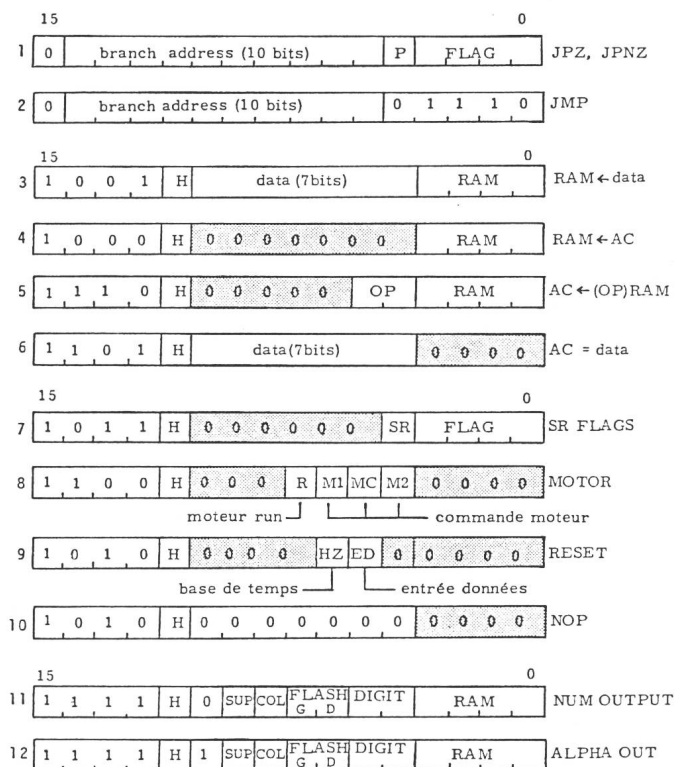 15 0
1 0 branch address (10 bits) P FLAG JPZ, JPNZ
2 0 branch address (10 bits) 0 1 1 1 0 JMP
15 0
3 1 0 0 1 H data (7bits) RAM RAM←data
4 1 0 0 0 H 0 0 0 0 0 0 0 RAM RAM←AC
5 1 1 1 0 H 0 0 0 0 0 OP RAM AC←(OP)RAM
6 1 1 0 1 H data(7bits) 0 0 0 0 AC = data
15 0
7 1 0 1 1 H 0 0 0 0 0 0 SR FLAG SR FLAGS
8 1 1 0 0 H 0 0 0 R M1 MC M2 0 0 0 0 MOTOR
moteur run commande moteur
9 1 0 1 0 H 0 0 0 0 HZ ED 0 0 0 0 0 RESET
base de temps entrée données
10 1 0 1 0 H 0 0 0 0 0 0 0 0 0 0 0 NOP
15 0
11 1 1 1 1 H 0 SUP COL FLASH DIGIT RAM NUM OUTPUT
G D
12 1 1 1 1 H 1 SUP COL FLASH DIGIT RAM ALPHA OUT
G D